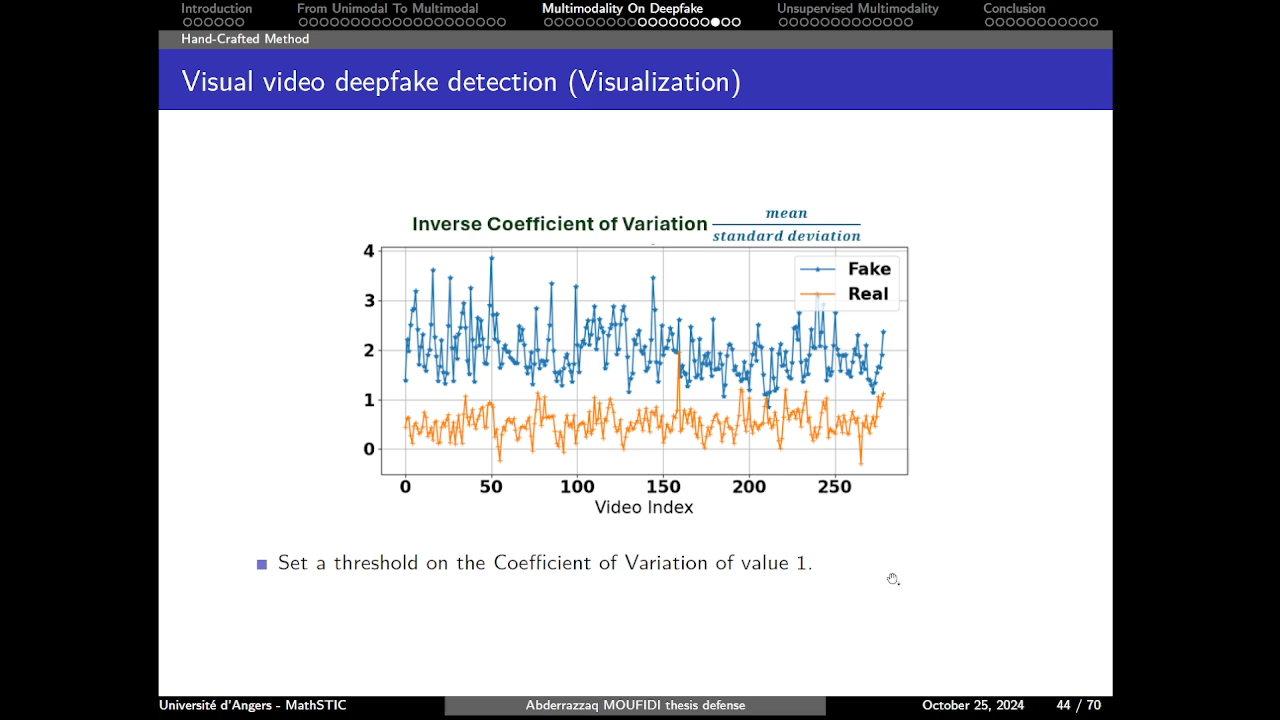 Introduction From Unimodal To Multimodal Multimodality On Deepfake Unsupervised Multimodality Conclusion
Hand-Crafted Method
Visual video deepfake detection (Visualization)
Inverse Coefficient of Variation mean
standard deviation
Fake
Real
4
3
2
1
0
0 50 100 150 200 250
Video Index
Set a threshold on the Coefficient of Variation of value 1.
Université d'Angers - MathSTIC Abderrazzaq MOUFIDI thesis defense October 25, 2024 44 / 70